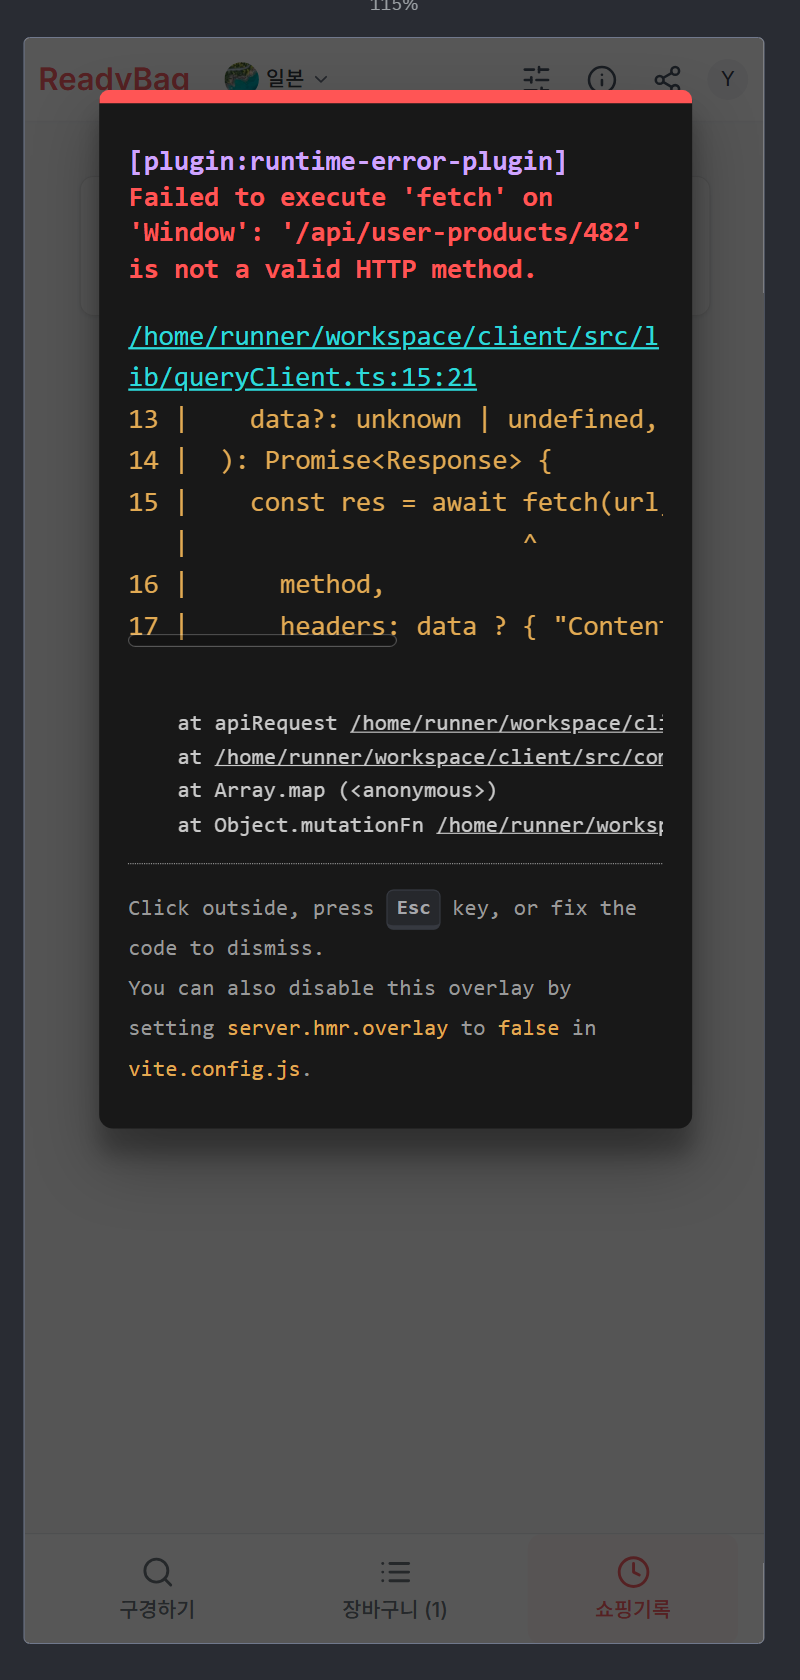 115%
ReadyBag 일본 Y
[plugin:runtime-error-plugin]
Failed to execute 'fetch' on
'Window': '/api/user-products/482'
is not a valid HTTP method.
/home/runner/workspace/client/src/l
ib/queryClient.ts:15:21
13 |    data?: unknown | undefined,
14 |  ): Promise<Response> {
15 |    const res = await fetch(url,
   |                      ^
16 |      method,
17 |      headers: data ? { "Content
at apiRequest /home/runner/workspace/cli
at /home/runner/workspace/client/src/com
at Array.map (<anonymous>)
at Object.mutationFn /home/runner/worksp
Click outside, press Esc key, or fix the
code to dismiss.
You can also disable this overlay by
setting server.hmr.overlay to false in
vite.config.js.
구경하기 장바구니 (1) 쇼핑기록